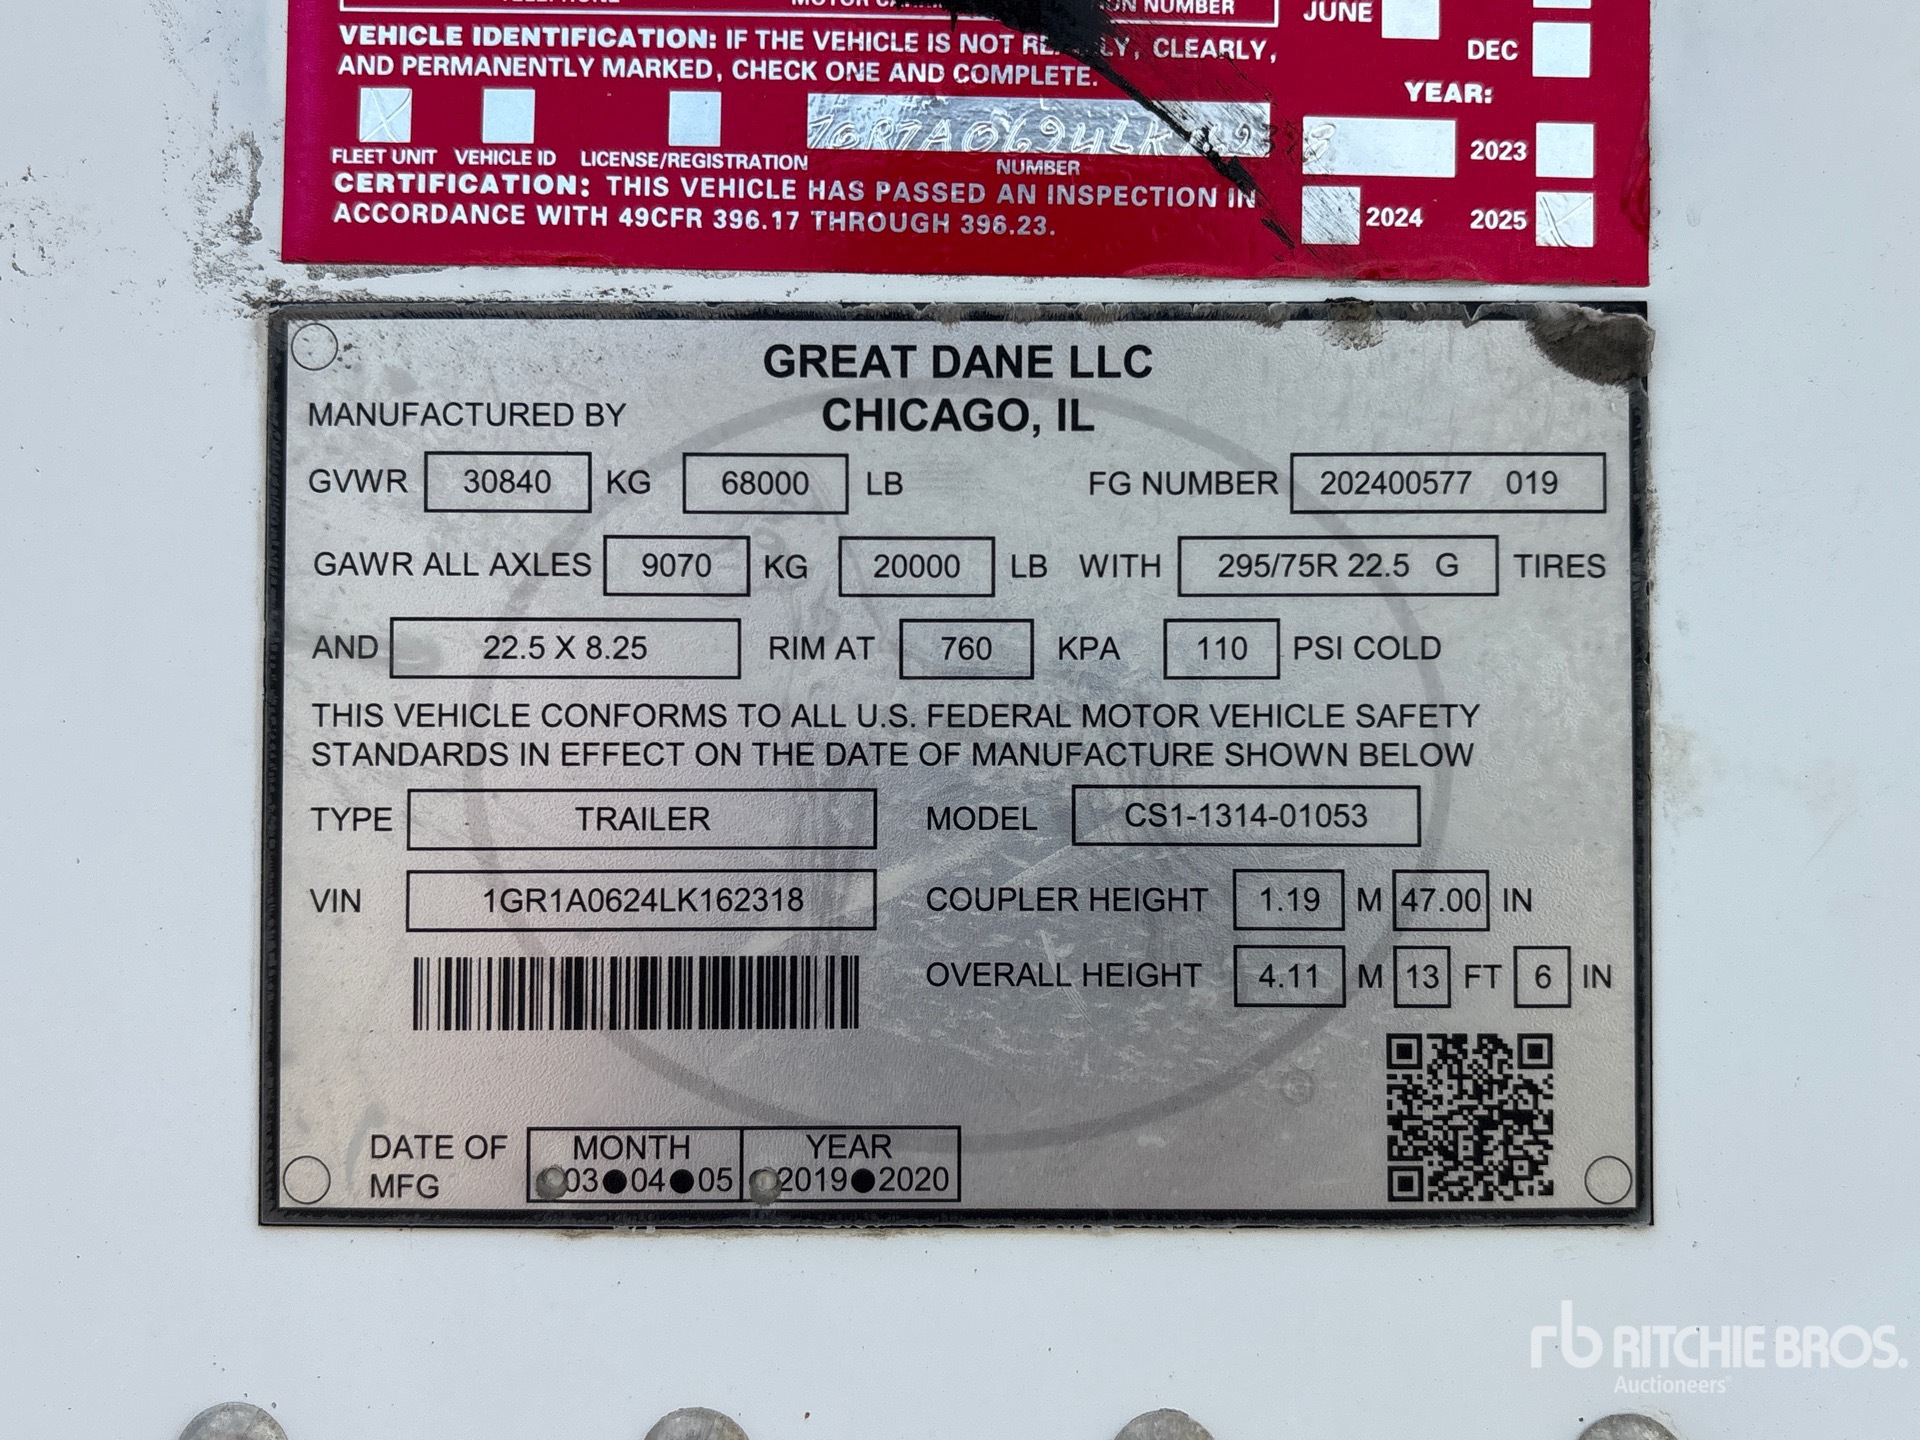 NUMBER
JUNE
VEHICLE IDENTIFICATION: IF THE VEHICLE IS NOT LY, CLEARLY,
AND PERMANENTLY MARKED, CHECK ONE AND COMPLETE.
DEC
YEAR:
FLEET UNIT VEHICLE ID LICENSE/REGISTRATION
NUMBER
2023
CERTIFICATION: THIS VEHICLE HAS PASSED AN INSPECTION IN
ACCORDANCE WITH 49CFR 396.17 THROUGH 396.23.
2024 2025
GREAT DANE LLC
MANUFACTURED BY CHICAGO, IL
GVWR 30840 KG 68000 LB FG NUMBER 202400577 019
GAWR ALL AXLES 9070 KG 20000 LB WITH 295/75R 22.5 G TIRES
AND 22.5 X 8.25 RIM AT 760 KPA 110 PSI COLD
THIS VEHICLE CONFORMS TO ALL U.S. FEDERAL MOTOR VEHICLE SAFETY
STANDARDS IN EFFECT ON THE DATE OF MANUFACTURE SHOWN BELOW
TYPE TRAILER MODEL CS1-1314-01053
VIN 1GR1A0624LK162318 COUPLER HEIGHT 1.19 M 47.00 IN
OVERALL HEIGHT 4.11 M 13 FT 6 IN
DATE OF MONTH YEAR
MFG 03●04●05 2019●2020
rb RITCHIE BROS.
Auctioneers